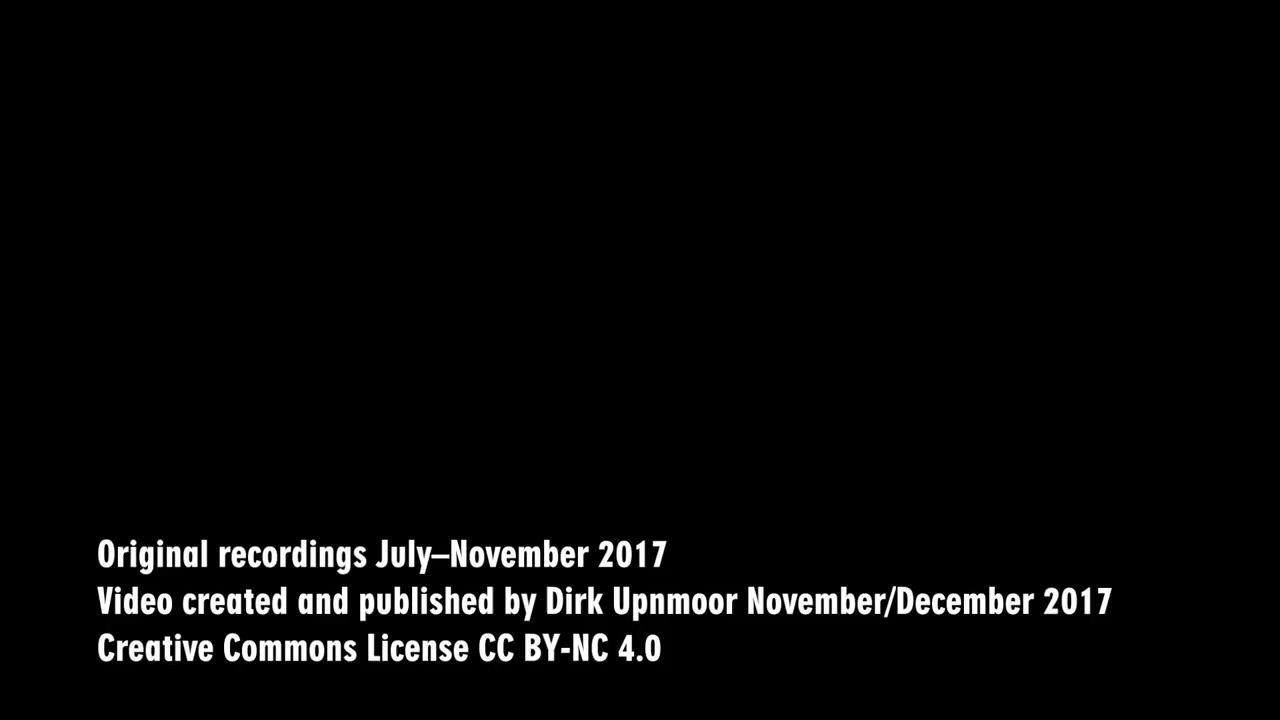 Original recordings July–November 2017
Video created and published by Dirk Upnmoor November/December 2017
Creative Commons License CC BY-NC 4.0